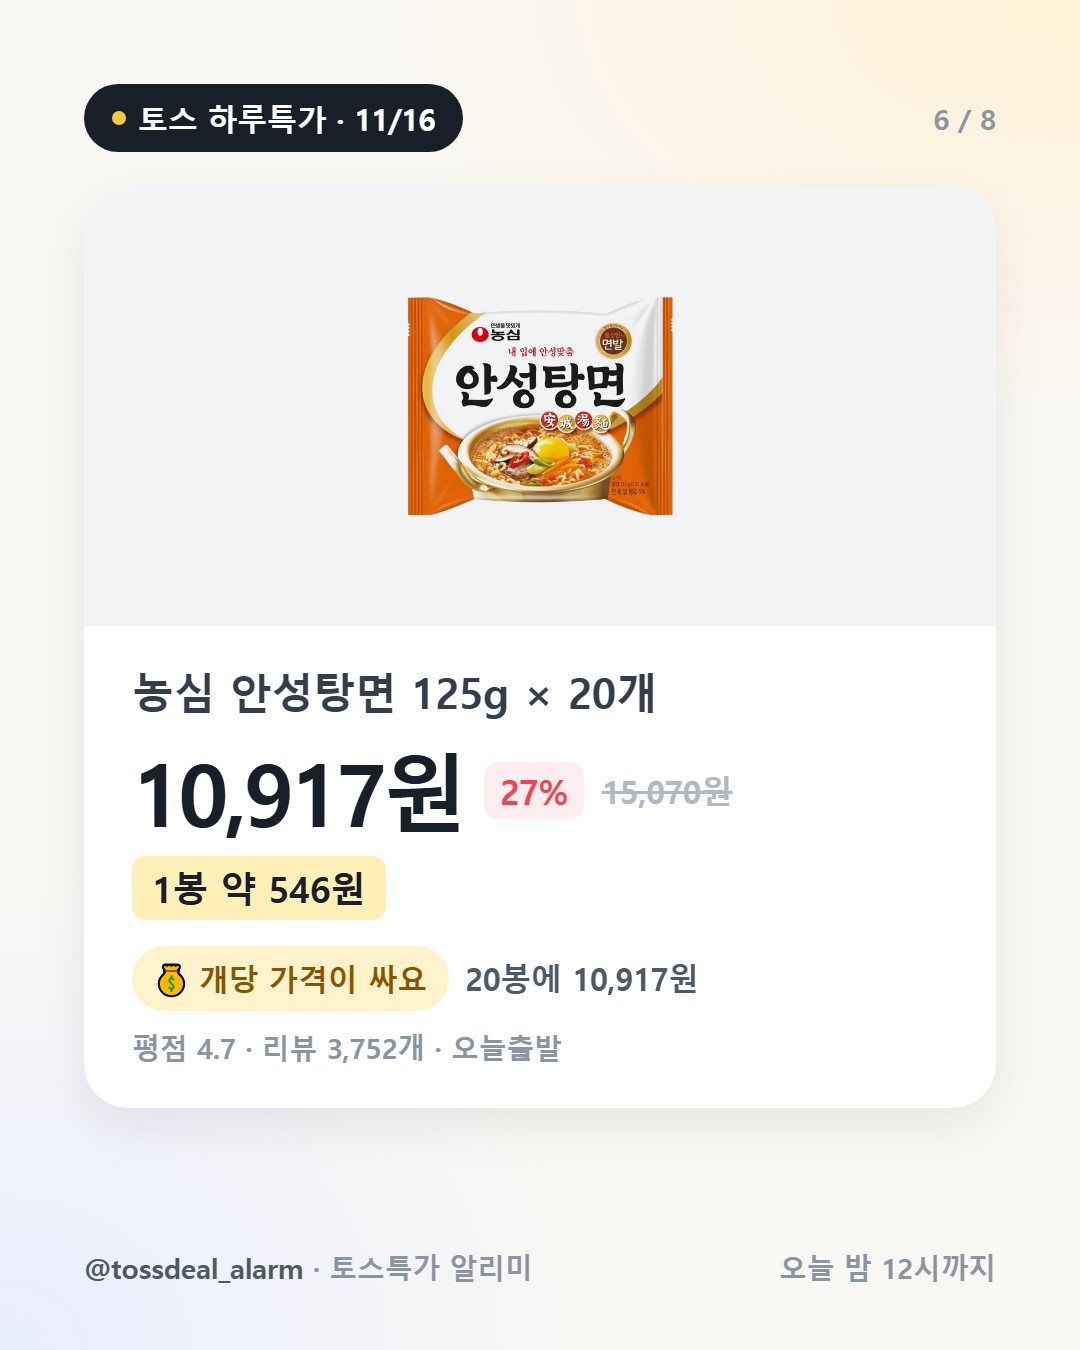 토스 하루특가 · 11/16
6 / 8
농심
내 입에 안성맞춤
면발
안성탕면
安城湯麵
농심 안성탕면 125g × 20개
10,917원 27% 15,070원
1봉 약 546원
개당 가격이 싸요 20봉에 10,917원
평점 4.7 · 리뷰 3,752개 · 오늘출발
@tossdeal_alarm · 토스특가 알리미
오늘 밤 12시까지